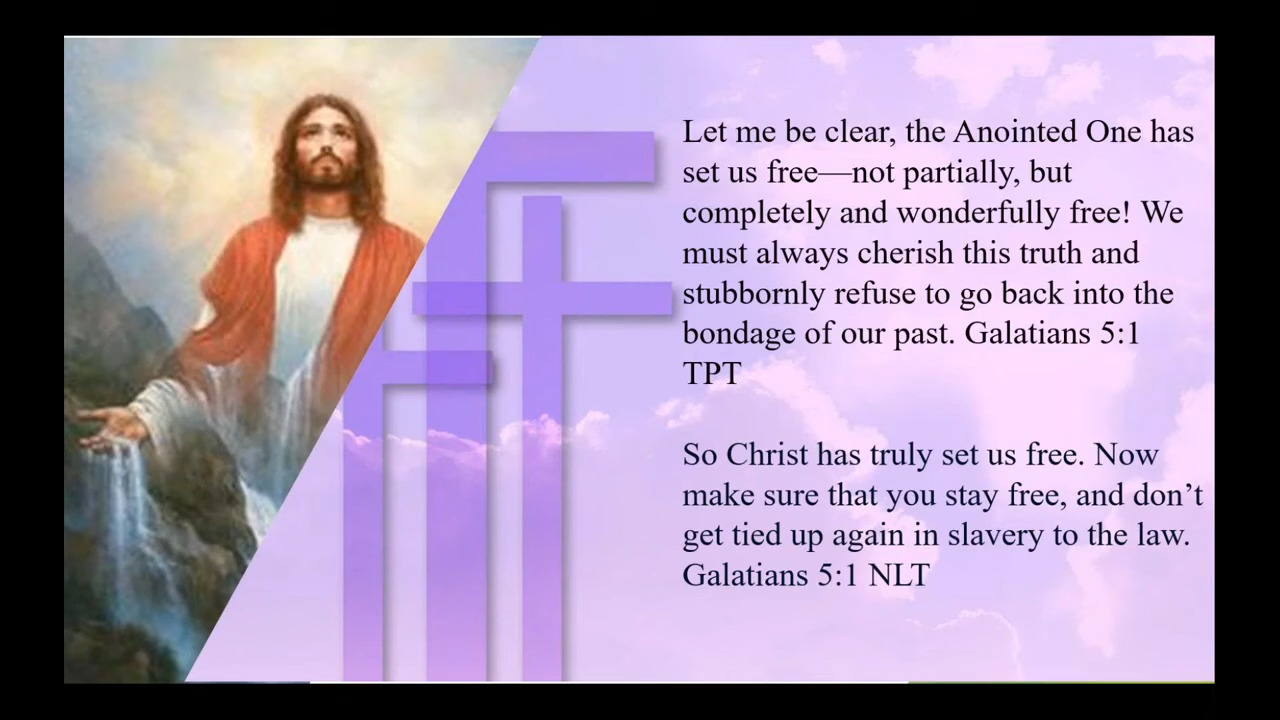 Let me be clear, the Anointed One has
set us free—not partially, but
completely and wonderfully free! We
must always cherish this truth and
stubbornly refuse to go back into the
bondage of our past. Galatians 5:1
TPT
So Christ has truly set us free. Now
make sure that you stay free, and don’t
get tied up again in slavery to the law.
Galatians 5:1 NLT